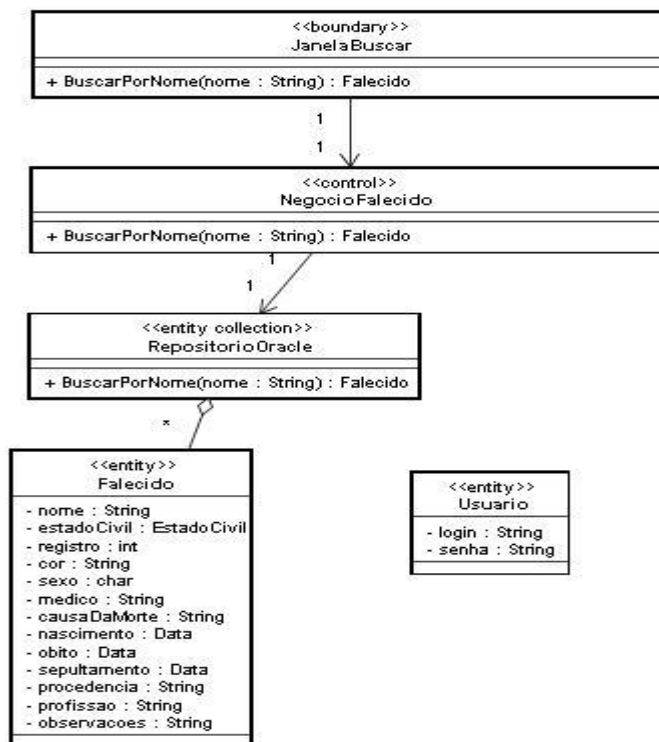 <<boundary>>
JanelaBuscar
+ BuscarPorNome(nome : String) : Falecido
1
1
<<control>>
NegocioFalecido
+ BuscarPorNome(nome : String) : Falecido
1
1
<<entity collection>>
RepositorioOracle
+ BuscarPorNome(nome : String) : Falecido
*
<<entity>>
Falecido
- nome : String
- estadoCivil : EstadoCivil
- registro : int
- cor : String
- sexo : char
- medico : String
- causaDaMorte : String
- nascimento : Data
- obito : Data
- sepultamento : Data
- procedencia : String
- profissao : String
- observacoes : String
<<entity>>
Usuario
- login : String
- senha : String